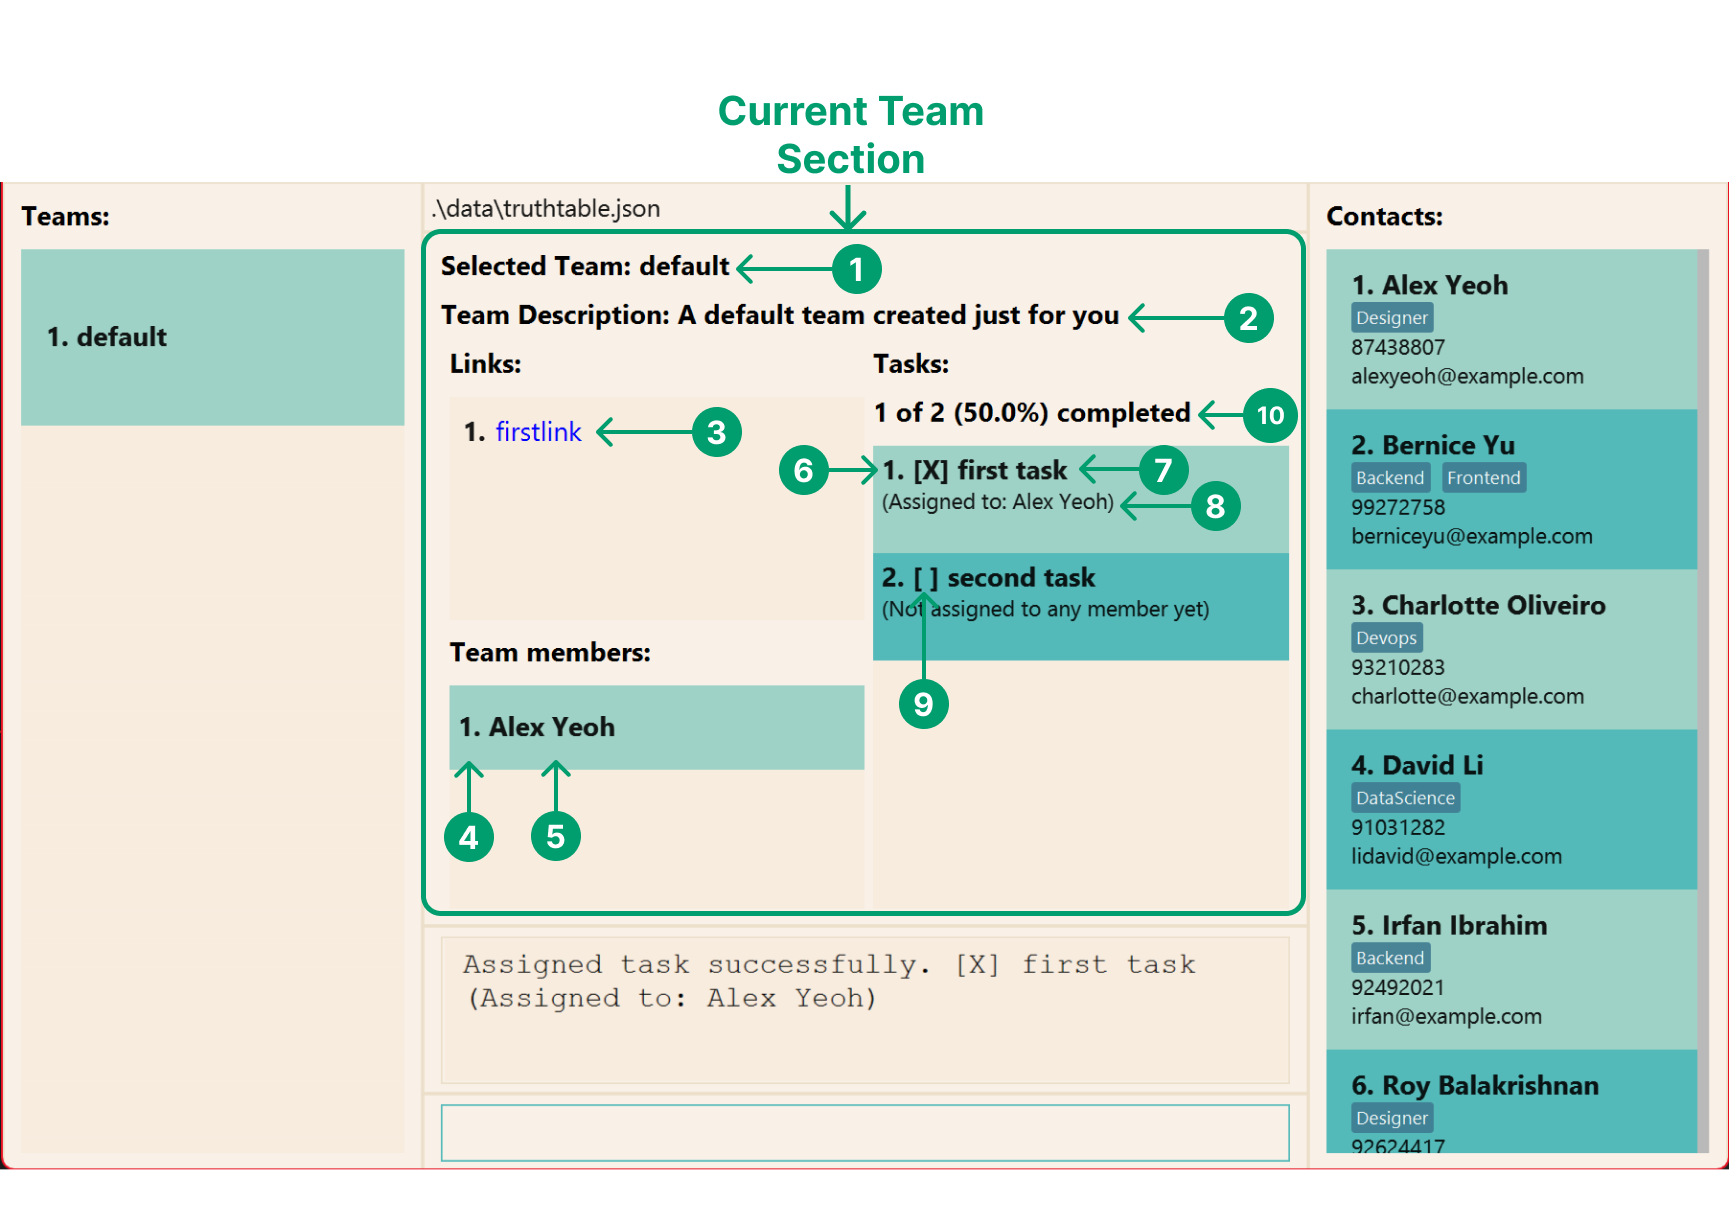 Current Team
Section
Teams:
1. default
.\data\truthtable.json
Selected Team: default
1
Team Description: A default team created just for you
2
Links:
1. firstlink
3
Team members:
1. Alex Yeoh
4
5
Tasks:
1 of 2 (50.0%) completed
10
6
1. [X] first task
7
(Assigned to: Alex Yeoh)
8
2. [ ] second task
(Not assigned to any member yet)
9
Assigned task successfully. [X] first task
(Assigned to: Alex Yeoh)
Contacts:
1. Alex Yeoh
Designer
87438807
alexyeoh@example.com
2. Bernice Yu
Backend Frontend
99272758
berniceyu@example.com
3. Charlotte Oliveiro
Devops
93210283
charlotte@example.com
4. David Li
DataScience
91031282
lidavid@example.com
5. Irfan Ibrahim
Backend
92492021
irfan@example.com
6. Roy Balakrishnan
Designer
92624417